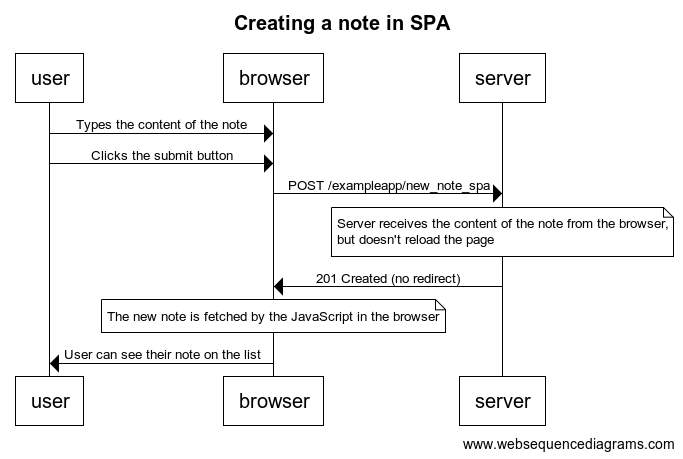 Creating a note in SPA
user
browser
server
Types the content of the note
Clicks the submit button
POST /exampleapp/new_note_spa
Server receives the content of the note from the browser,
but doesn't reload the page
201 Created (no redirect)
The new note is fetched by the JavaScript in the browser
User can see their note on the list
user
browser
server
www.websequencediagrams.com